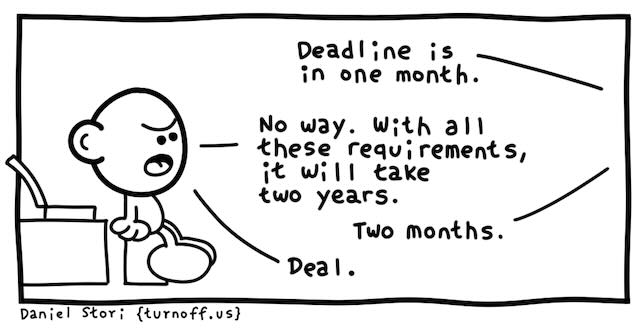 Deadline is
in one month.
No way. With all
these requirements,
it will take
two years.
Two months.
Deal.
Daniel Stori {turnoff.us}